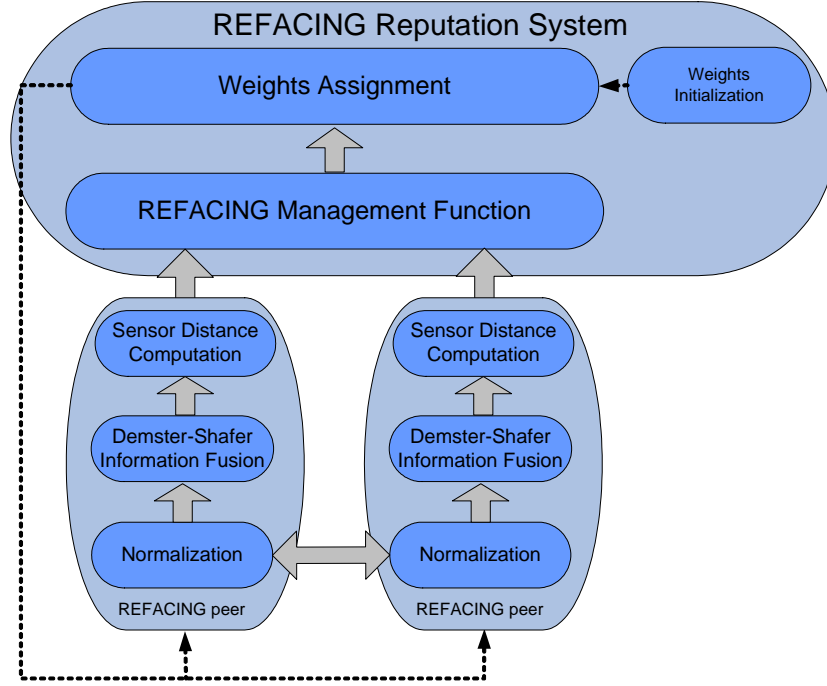 REFACING Reputation System
Weights Assignment
Weights
Initialization
REFACING Management Function
Sensor Distance
Computation
Demster-Shafer
Information Fusion
Normalization
REFACING peer
Sensor Distance
Computation
Demster-Shafer
Information Fusion
Normalization
REFACING peer